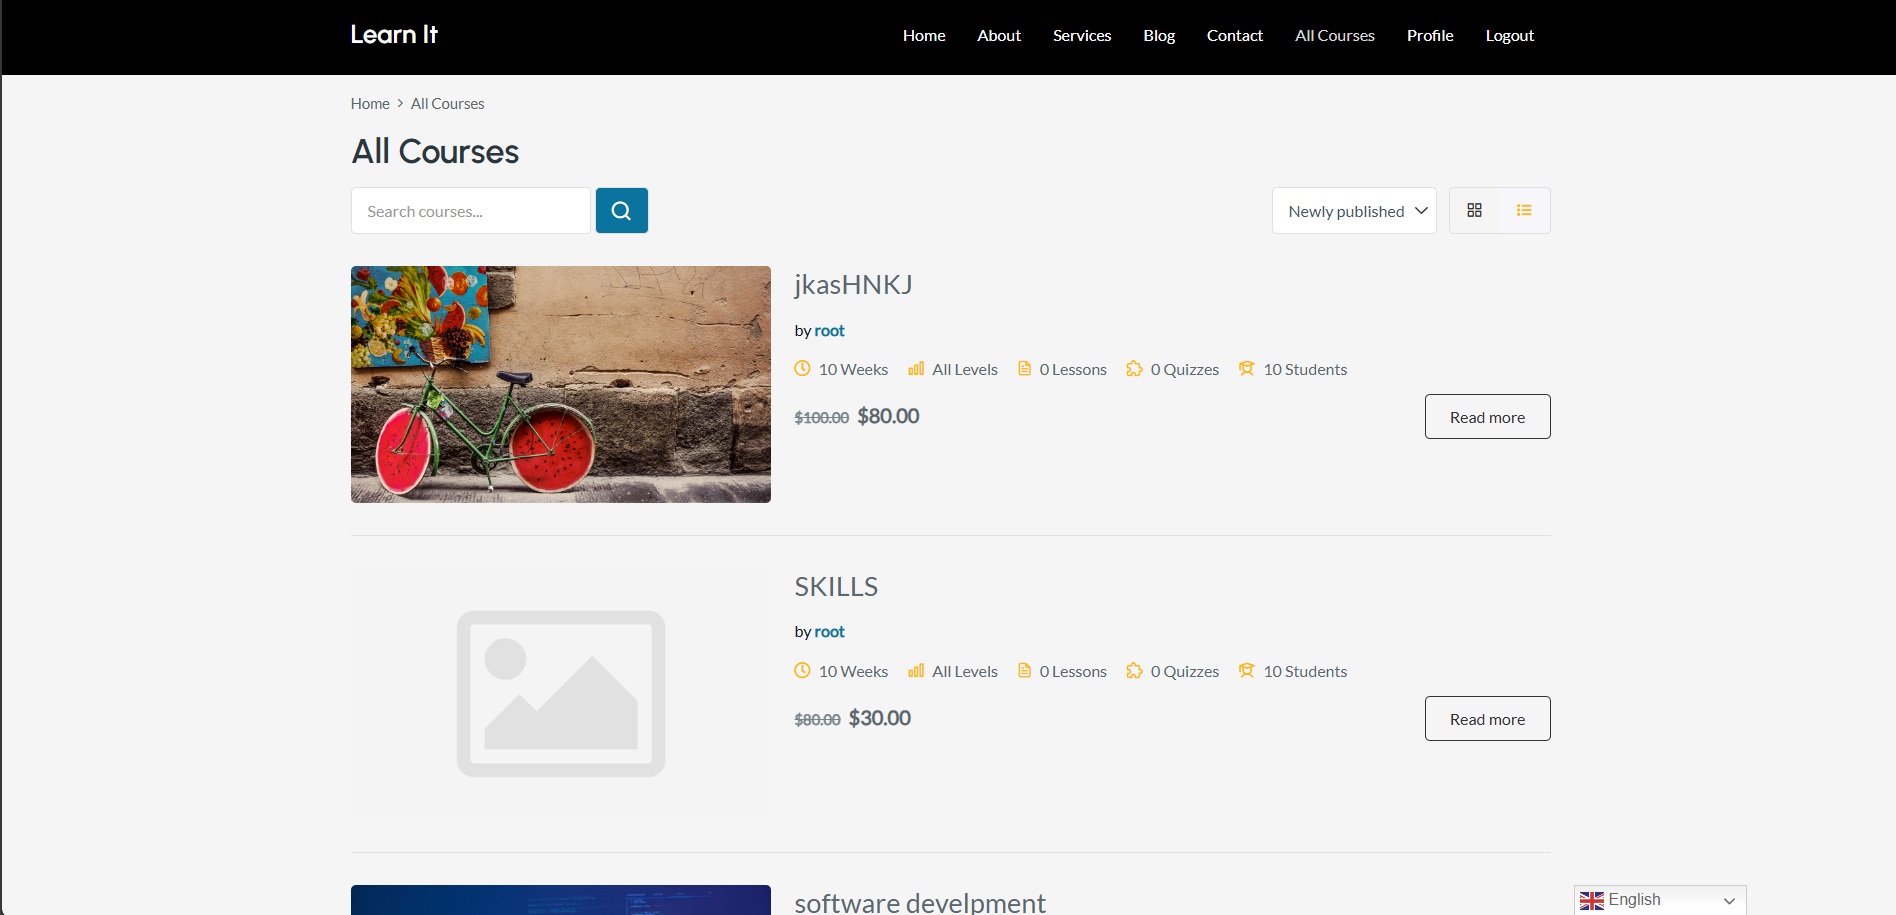 Learn It
Home About Services Blog Contact All Courses Profile Logout
Home > All Courses
All Courses
Search courses...
Newly published
jkasHNKJ
by root
10 Weeks All Levels 0 Lessons 0 Quizzes 10 Students
$100.00 $80.00
Read more
SKILLS
by root
10 Weeks All Levels 0 Lessons 0 Quizzes 10 Students
$80.00 $30.00
Read more
software develpment
English